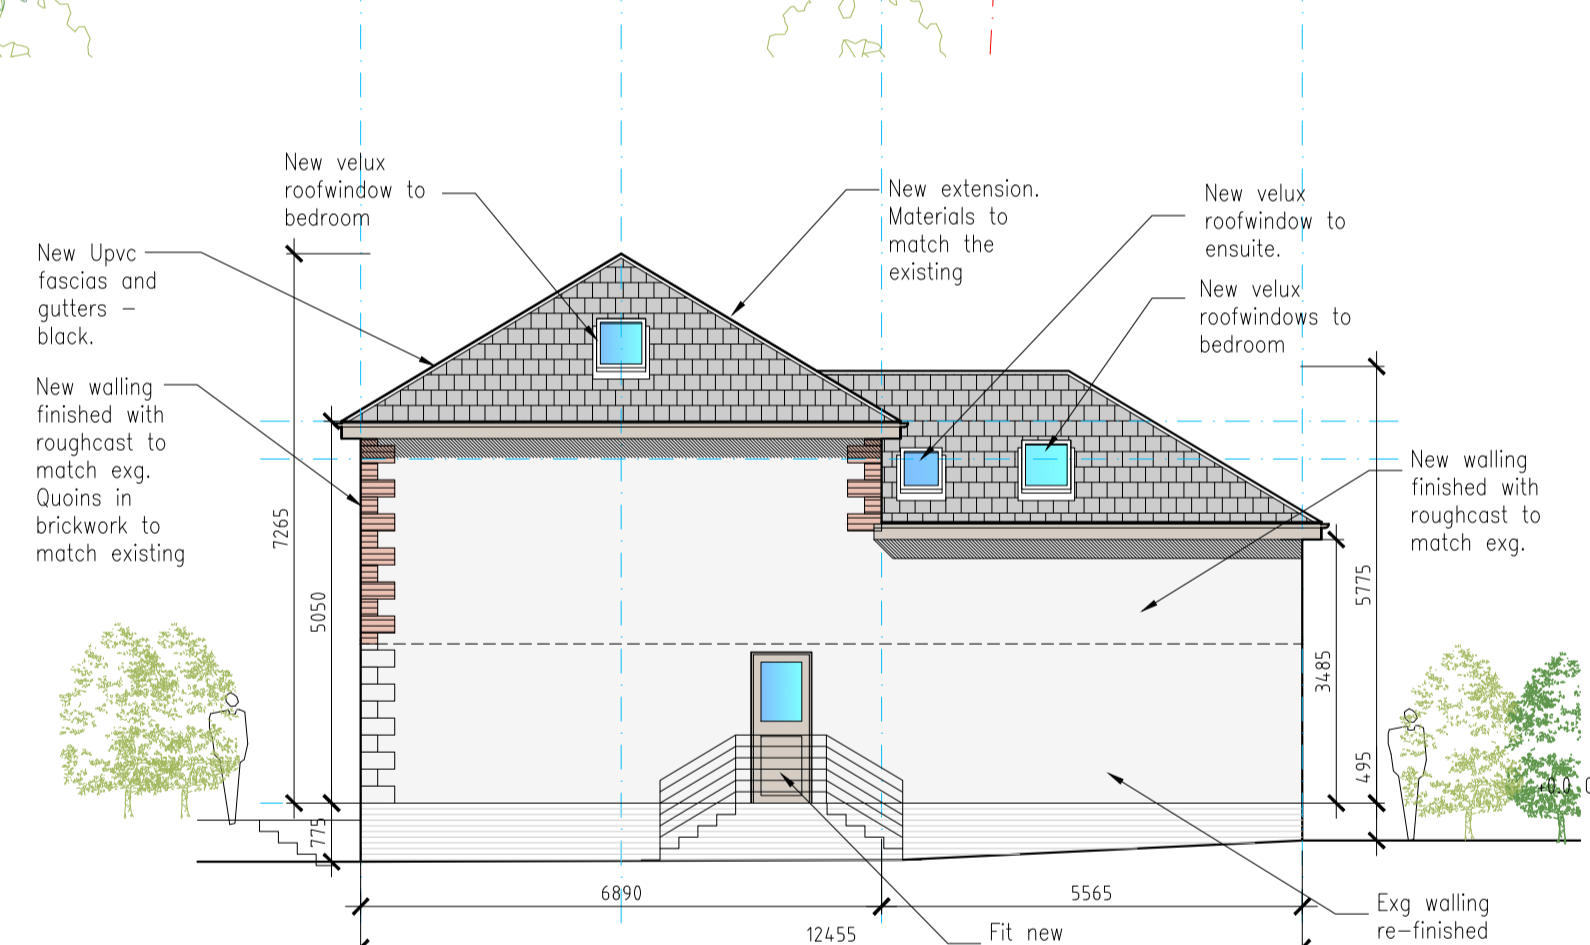 New velux
roofwindow to
bedroom
New Upvc
fascias and
gutters –
black.
New walling
finished with
roughcast to
match exg.
Quoins in
brickwork to
match existing
New extension.
Materials to
match the
existing
New velux
roofwindow to
ensuite.
New velux
roofwindows to
bedroom
New walling
finished with
roughcast to
match exg.
7265
5050
775
5775
3485
495
6890
5565
12455
Fit new
Exg walling
re-finished